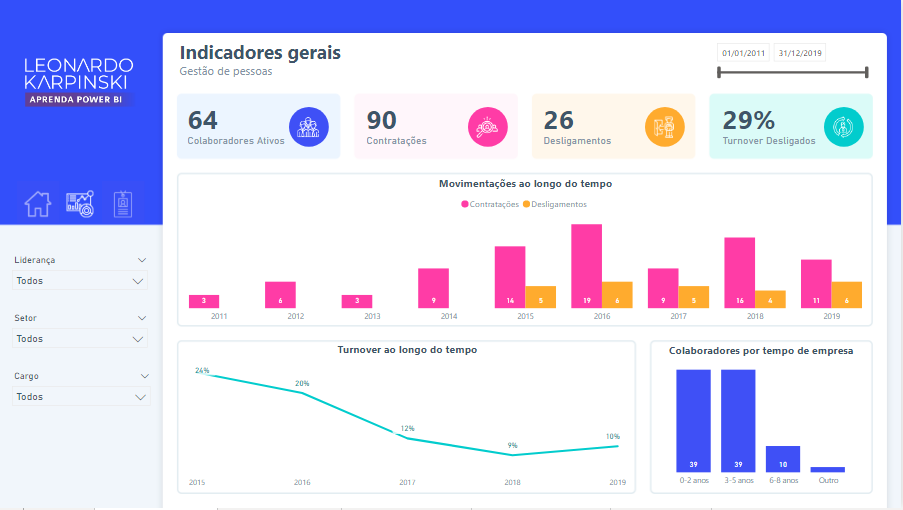 LEONARDO
KARPINSKI
APRENDA POWER BI
Indicadores gerais
Gestão de pessoas
01/01/2011 31/12/2019
64
Colaboradores Ativos
90
Contratações
26
Desligamentos
29%
Turnover Desligados
Liderança
Todos
Setor
Todos
Cargo
Todos
Movimentações ao longo do tempo
Contratações Desligamentos
3 6 3 9 14 5 19 6 9 5 16 4 11 6
2011 2012 2013 2014 2015 2016 2017 2018 2019
Turnover ao longo do tempo
24%
20%
12%
9%
10%
2015 2016 2017 2018 2019
Colaboradores por tempo de empresa
39 39 10
0-2 anos 3-5 anos 6-8 anos Outro